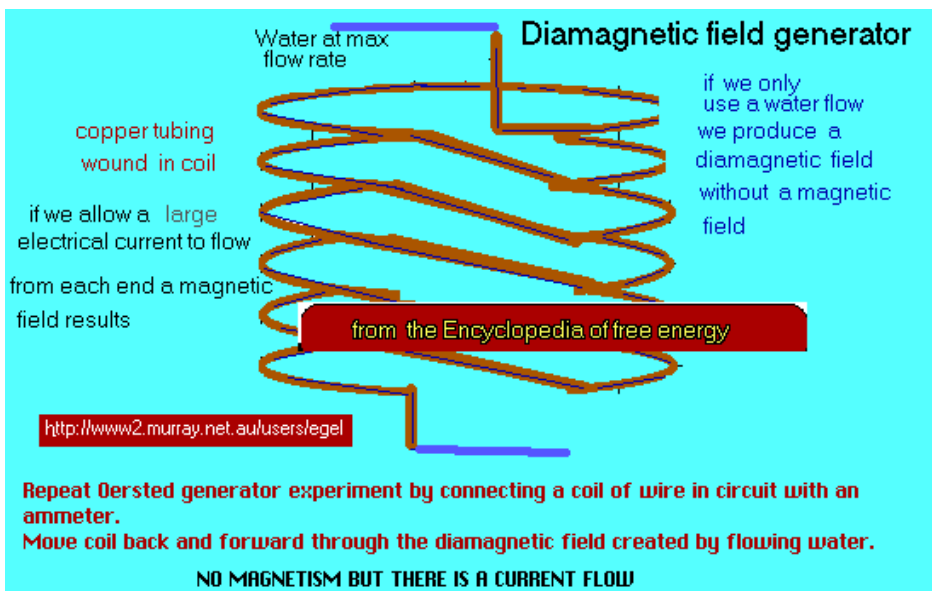 Diamagnetic field generator
Water at max
flow rate
if we only
use a water flow
we produce a
diamagnetic field
without a magnetic
field
copper tubing
wound in coil
if we allow a large
electrical current to flow
from each end a magnetic
field results
from the Encyclopedia of free energy
http://www2.murray.net.au/users/egel
Repeat Oersted generator experiment by connecting a coil of wire in circuit with an
ammeter.
Move coil back and forward through the diamagnetic field created by flowing water.
NO MAGNETISM BUT THERE IS A CURRENT FLOW